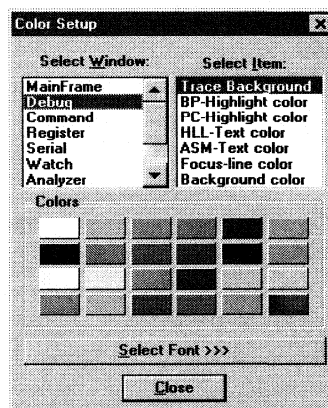 Color Setup
Select Window:
MainFrame
Debug
Command
Register
Serial
Watch
Analyzer
Select Item:
Trace Background
BP-Highlight color
PC-Highlight color
HLL-Text color
ASM-Text color
Focus-line color
Background color
Colors
Select Font >>>
Close